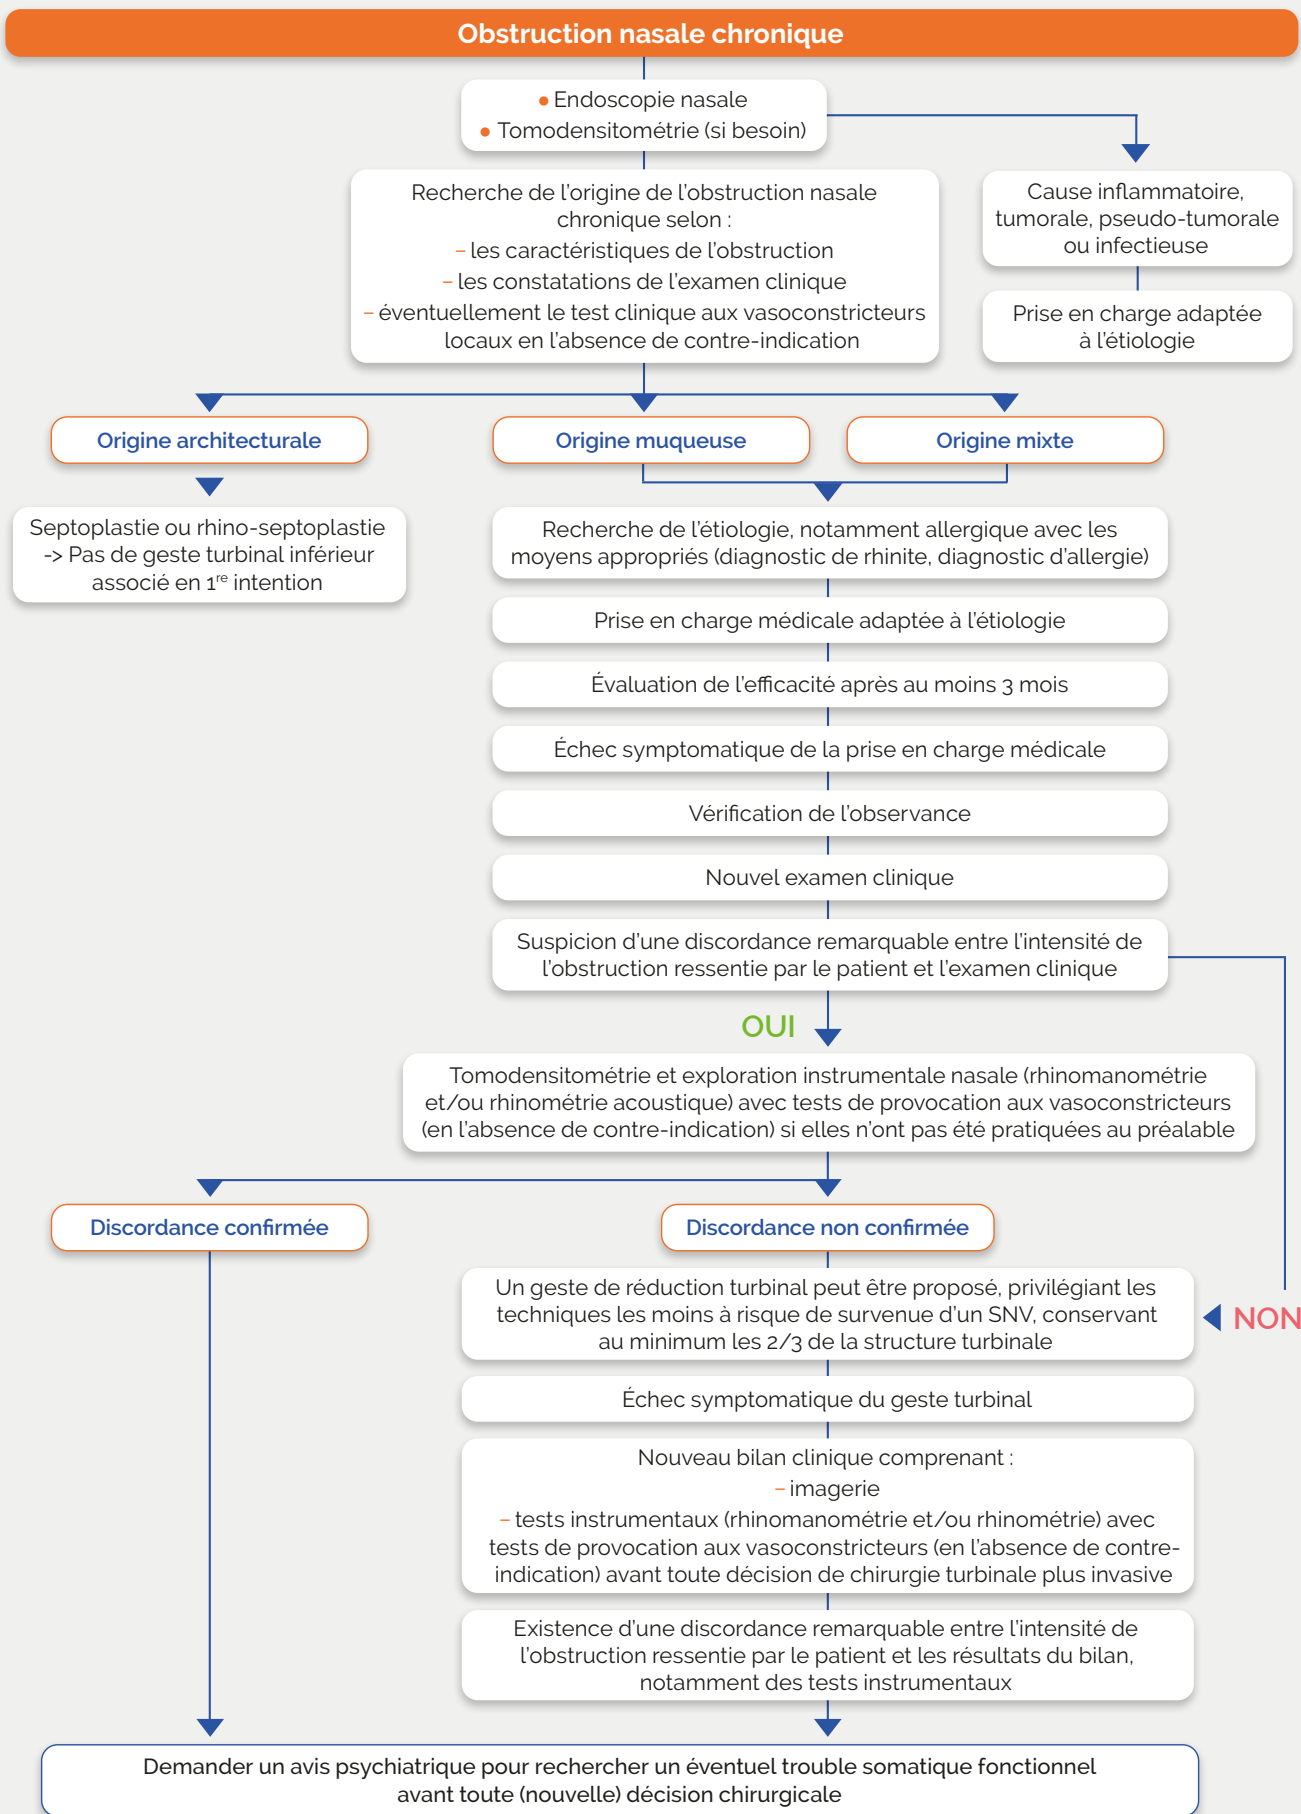 Obstruction nasale chronique
● Endoscopie nasale
● Tomodensitométrie (si besoin)
Recherche de l'origine de l'obstruction nasale
chronique selon :
– les caractéristiques de l'obstruction
– les constatations de l'examen clinique
– éventuellement le test clinique aux vasoconstricteurs
locaux en l'absence de contre-indication
Cause inflammatoire,
tumorale, pseudo-tumorale
ou infectieuse
Prise en charge adaptée
à l'étiologie
Origine architecturale
Origine muqueuse
Origine mixte
Septoplastie ou rhino-septoplastie
-> Pas de geste turbinal inférieur
associé en 1re intention
Recherche de l'étiologie, notamment allergique avec les
moyens appropriés (diagnostic de rhinite, diagnostic d'allergie)
Prise en charge médicale adaptée à l'étiologie
Évaluation de l'efficacité après au moins 3 mois
Échec symptomatique de la prise en charge médicale
Vérification de l'observance
Nouvel examen clinique
Suspicion d'une discordance remarquable entre l'intensité de
l'obstruction ressentie par le patient et l'examen clinique
OUI
Tomodensitométrie et exploration instrumentale nasale (rhinomanométrie
et/ou rhinométrie acoustique) avec tests de provocation aux vasoconstricteurs
(en l'absence de contre-indication) si elles n'ont pas été pratiquées au préalable
Discordance confirmée
Discordance non confirmée
Un geste de réduction turbinal peut être proposé, privilégiant les
techniques les moins à risque de survenue d'un SNV, conservant
au minimum les 2/3 de la structure turbinale
NON
Échec symptomatique du geste turbinal
Nouveau bilan clinique comprenant :
– imagerie
– tests instrumentaux (rhinomanométrie et/ou rhinométrie) avec
tests de provocation aux vasoconstricteurs (en l'absence de contre-
indication) avant toute décision de chirurgie turbinale plus invasive
Existence d'une discordance remarquable entre l'intensité de
l'obstruction ressentie par le patient et les résultats du bilan,
notamment des tests instrumentaux
Demander un avis psychiatrique pour rechercher un éventuel trouble somatique fonctionnel
avant toute (nouvelle) décision chirurgicale